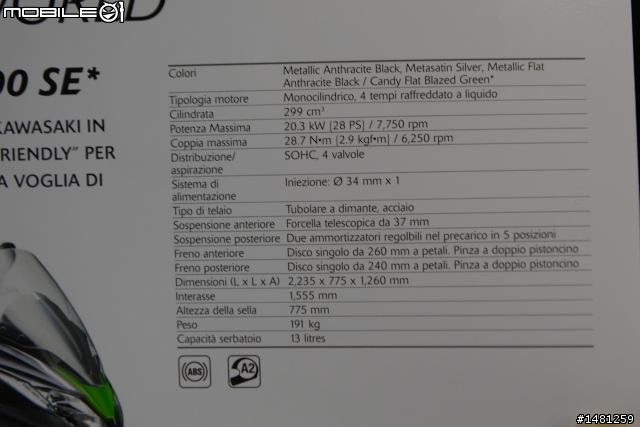 MOBILE01
WORLD
00 SE*
KAWASAKI IN
FRIENDLY” PER
A VOGLIA DI
Colori Metallic Anthracite Black, Metasatin Silver, Metallic Flat
Anthracite Black / Candy Flat Blazed Green*
Tipologia motore Monocilindrico, 4 tempi raffreddato a liquido
Cilindrata 299 cm³
Potenza Massima 20.3 kW [28 PS] / 7,750 rpm
Coppia massima 28.7 N•m [2.9 kgf•m] / 6,250 rpm
Distribuzione/ SOHC, 4 valvole
aspirazione
Sistema di Iniezione: Ø 34 mm x 1
alimentazione
Tipo di telaio Tubolare a dimante, acciaio
Sospensione anteriore Forcella telescopica da 37 mm
Sospensione posteriore Due ammortizzatori regolbili nel precarico in 5 posizioni
Freno anteriore Disco singolo da 260 mm a petali. Pinza a doppio pistoncino
Freno posteriore Disco singolo da 240 mm a petali. Pinza a doppio pistoncino
Dimensioni (L x L x A) 2,235 x 775 x 1,260 mm
Interasse 1,555 mm
Altezza della sella 775 mm
Peso 191 kg
Capacità serbatoio 13 litres
ABS A2
#1481259